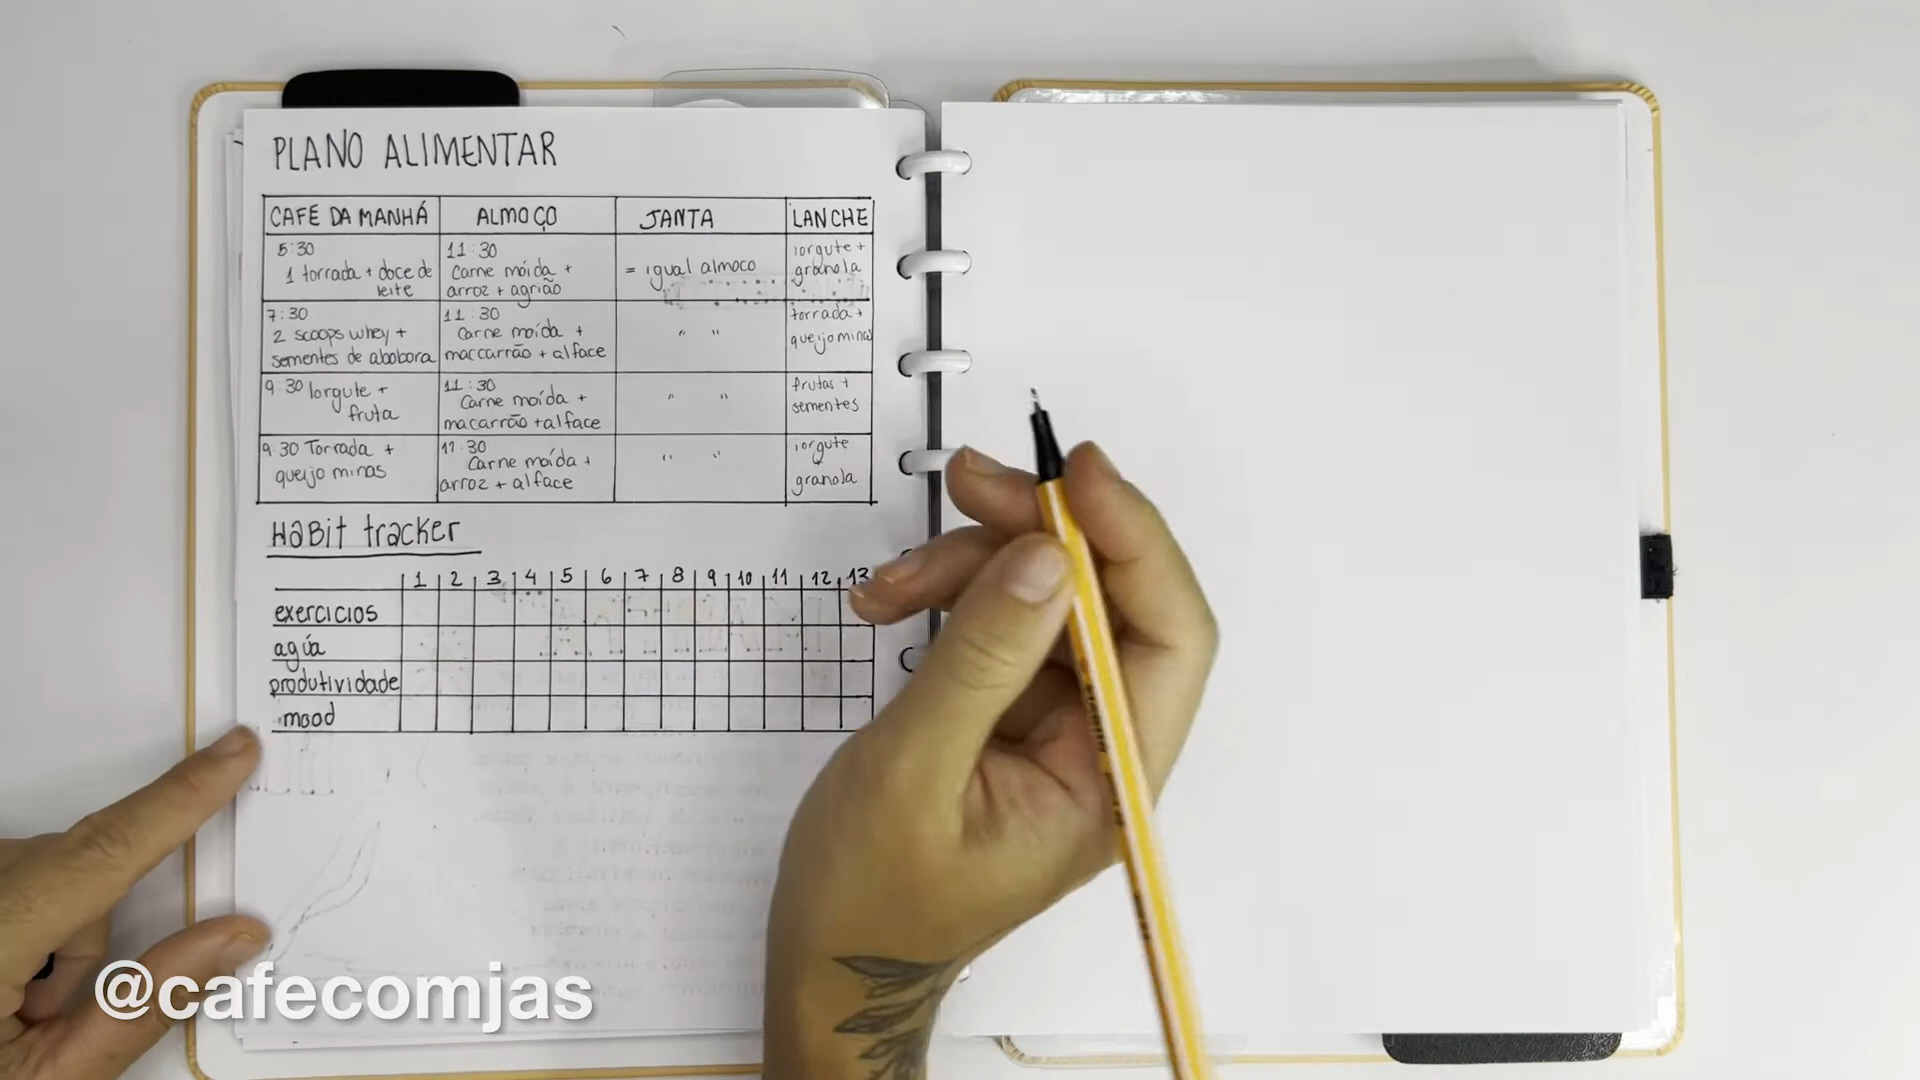 PLANO ALIMENTAR
CAFÉ DA MANHÃ ALMOÇO JANTA LANCHE
5:30
1 torrada + doce de
leite
11:30
Carne moída +
arroz + agrião
= igual almoco
iorgute +
granola
7:30
2 scoops whey +
sementes de abobora
11:30
Carne moída +
maccarrão + alface
" "
torrada +
queijo minas
9:30 Iorgute +
fruta
11:30
Carne moída +
macarrão + alface
" "
frutas +
sementes
9:30 Torrada +
queijo minas
11:30
Carne moída +
arroz + alface
" "
iorgute
+
granola
Habit tracker
1 2 3 4 5 6 7 8 9 10 11 12 13
exercicios
agúa
produtividade
mood
@cafecomjas